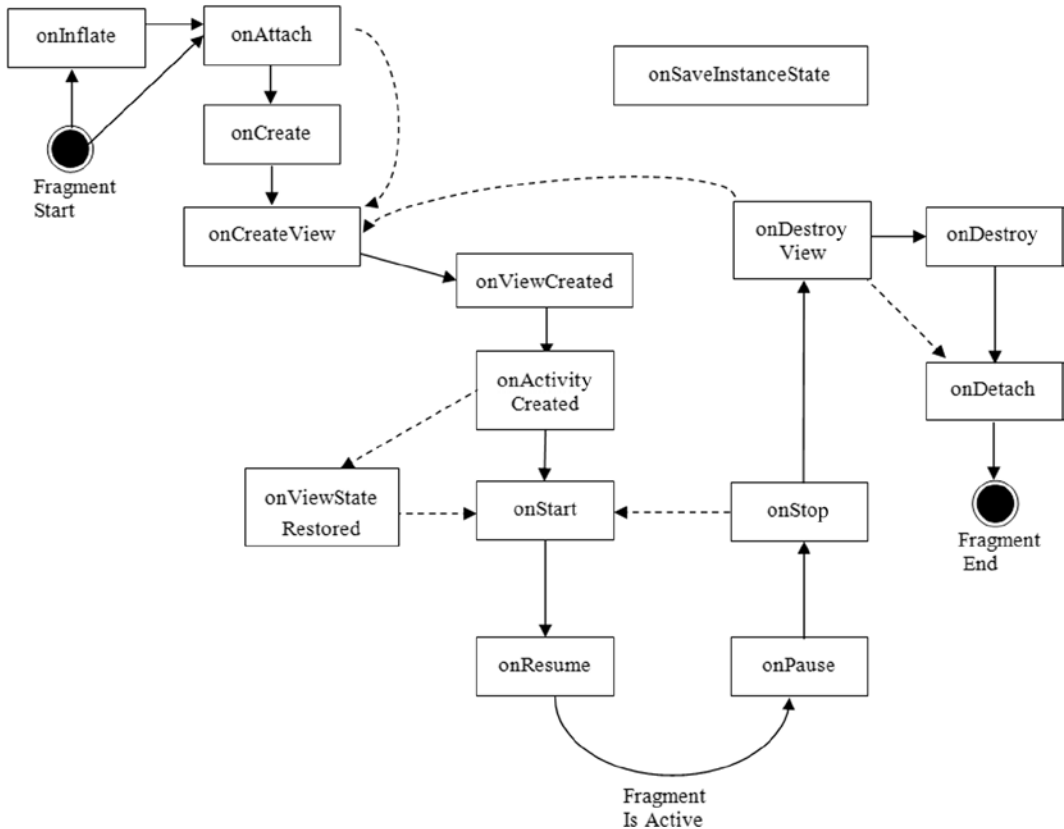 onInflate
onAttach
onSaveInstanceState
onCreate
Fragment
Start
onCreateView
onDestroy
View
onDestroy
onViewCreated
onActivity
Created
onDetach
onViewState
Restored
onStart
onStop
Fragment
End
onResume
onPause
Fragment
Is Active